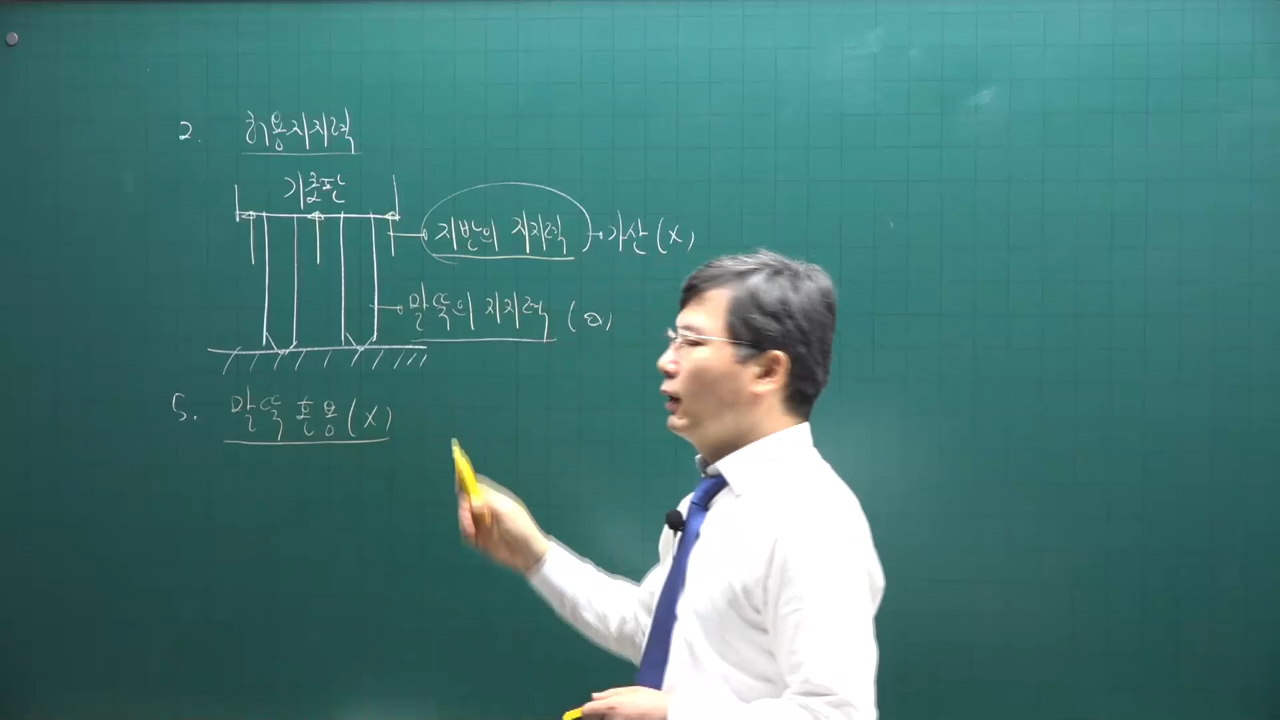 2. 허용지지력
기초판
지반의 지지력 → 가산(X)
말뚝의 지지력 (O)
5. 말뚝 혼용(X)